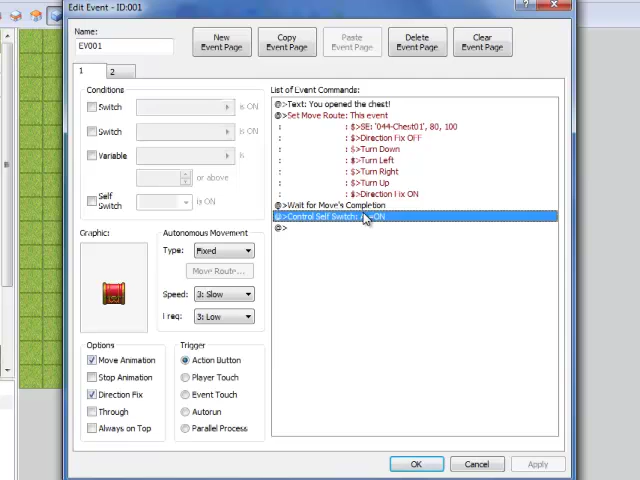 Edit Event - ID:001
Name:
EV001
New Event Page
Copy Event Page
Paste Event Page
Delete Event Page
Clear Event Page
1
2
Conditions
Switch
is ON
Switch
is ON
Variable
is
or above
Self Switch
is ON
Graphic:
Autonomous Movement
Type:
Fixed
Move Route...
Speed:
3: Slow
Freq:
3: Low
Options
Move Animation
Stop Animation
Direction Fix
Through
Always on Top
Trigger
Action Button
Player Touch
Event Touch
Autorun
Parallel Process
List of Event Commands:
@>Text: You opened the chest!
@>Set Move Route: This event
: : $>SE: '044-Chest01', 80, 100
: : $>Direction Fix OFF
: : $>Turn Down
: : $>Turn Left
: : $>Turn Right
: : $>Turn Up
: : $>Direction Fix ON
@>Wait for Move's Completion
@>Control Self Switch: =ON
@>
OK
Cancel
Apply